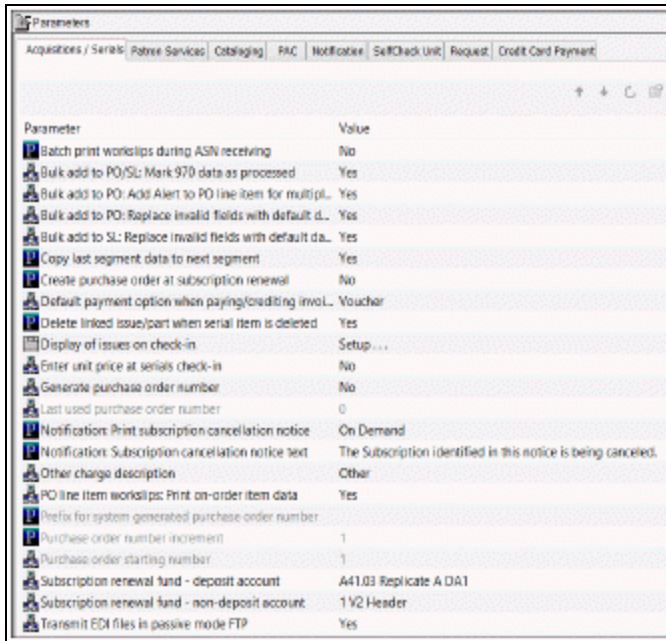 Parameters
Acquisitions / Serials Patron Services Cataloging PAC Notification SelfCheck Unit Request Credit Card Payment
Parameter Value
Batch print workslips during ASN receiving No
Bulk add to PO/SL: Mark 970 data as processed Yes
Bulk add to PO: Add Alert to PO line item for multipl... Yes
Bulk add to PO: Replace invalid fields with default d... Yes
Bulk add to SL: Replace invalid fields with default da... Yes
Copy last segment data to next segment Yes
Create purchase order at subscription renewal No
Default payment option when paying/crediting invoi... Voucher
Delete linked issue/part when serial item is deleted Yes
Display of issues on check-in Setup...
Enter unit price at serials check-in No
Generate purchase order number No
Last used purchase order number 0
Notification: Print subscription cancellation notice On Demand
Notification: Subscription cancellation notice text The Subscription identified in this notice is being canceled.
Other charge description Other
PO line item workslips: Print on-order item data Yes
Prefix for system generated purchase order number
Purchase order number increment 1
Purchase order starting number 1
Subscription renewal fund - deposit account A41.03 Replicate A DA1
Subscription renewal fund - non-deposit account 1Y2 Header
Transmit EDI files in passive mode FTP Yes